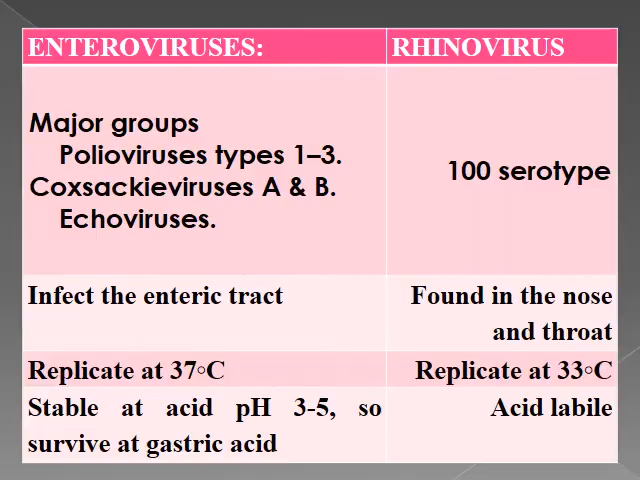 ENTEROVIRUSES:
RHINOVIRUS
Major groups
Polioviruses types 1–3.
Coxsackieviruses A & B.
Echoviruses.
100 serotype
Infect the enteric tract
Found in the nose
and throat
Replicate at 37◦C
Replicate at 33◦C
Stable at acid pH 3-5, so
survive at gastric acid
Acid labile